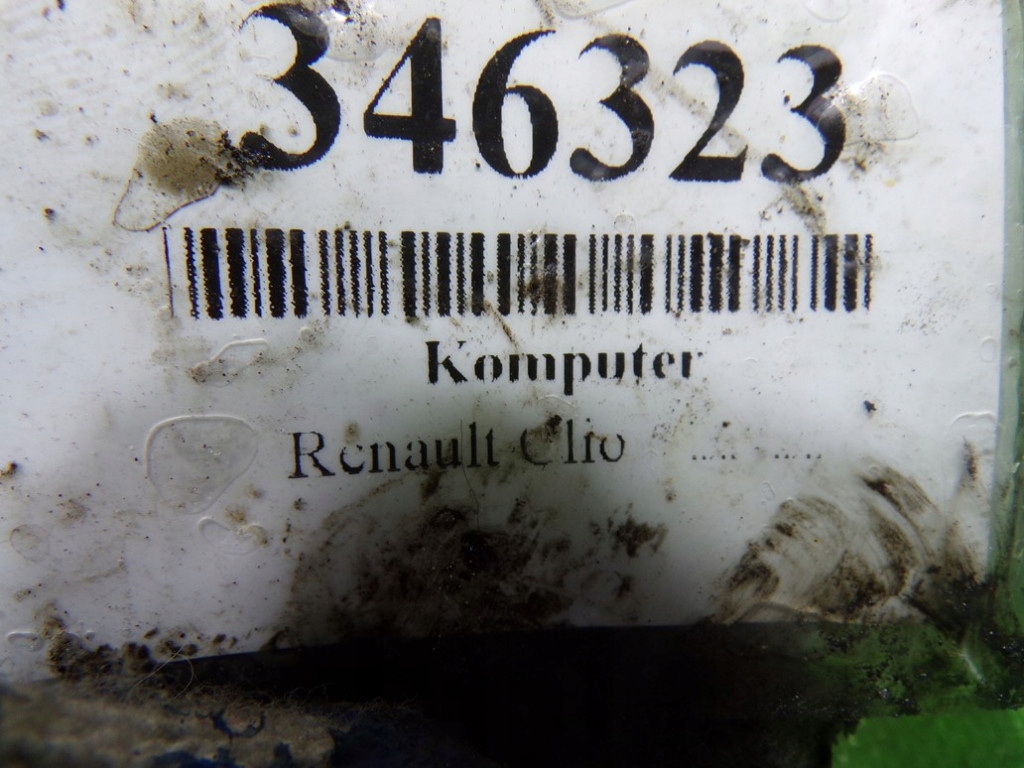 346323
Komputer
Renault Clio